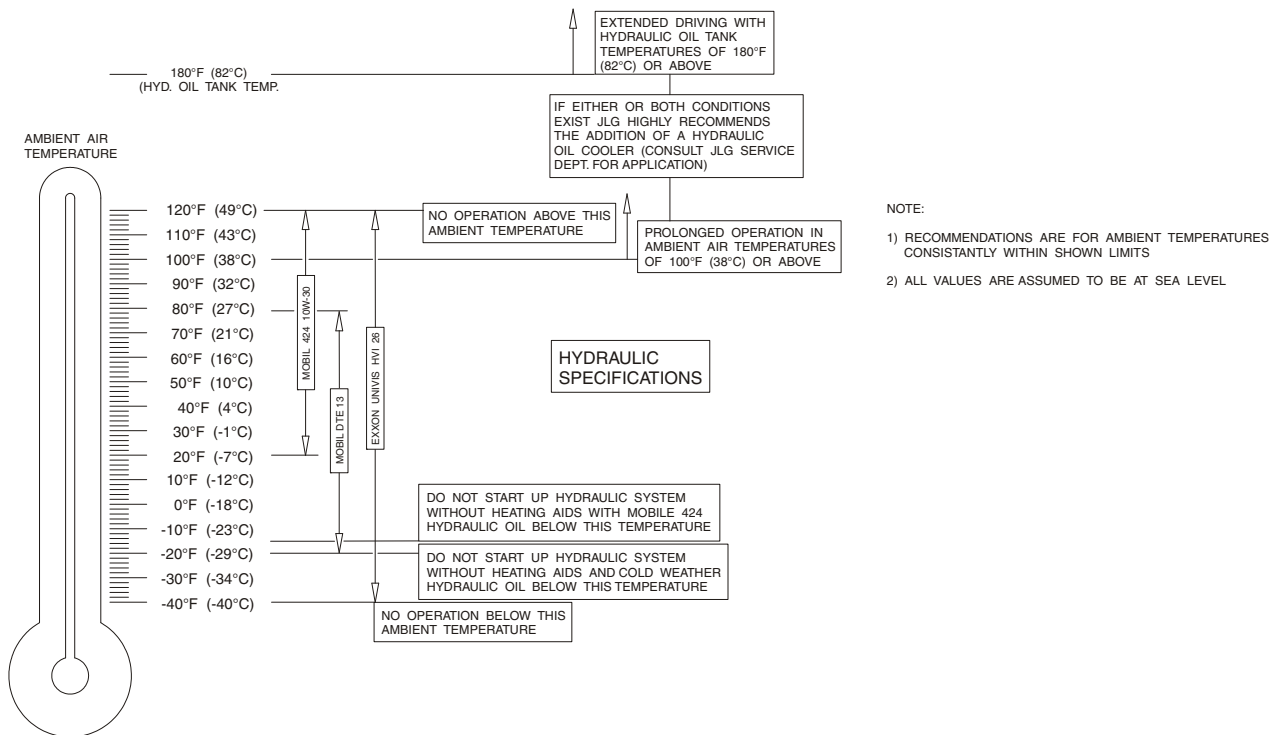 EXTENDED DRIVING WITH
HYDRAULIC OIL TANK
TEMPERATURES OF 180°F
(82°C) OR ABOVE
180°F (82°C)
(HYD. OIL TANK TEMP.
IF EITHER OR BOTH CONDITIONS
EXIST JLG HIGHLY RECOMMENDS
THE ADDITION OF A HYDRAULIC
OIL COOLER (CONSULT JLG SERVICE
DEPT. FOR APPLICATION)
AMBIENT AIR
TEMPERATURE
120°F (49°C)
110°F (43°C)
100°F (38°C)
90°F (32°C)
80°F (27°C)
70°F (21°C)
60°F (16°C)
50°F (10°C)
40°F (4°C)
30°F (-1°C)
20°F (-7°C)
10°F (-12°C)
0°F (-18°C)
-10°F (-23°C)
-20°F (-29°C)
-30°F (-34°C)
-40°F (-40°C)
MOBIL 424 10W-30
MOBIL DTE 13
EXXON UNIVIS HVI 26
NO OPERATION ABOVE THIS
AMBIENT TEMPERATURE
PROLONGED OPERATION IN
AMBIENT AIR TEMPERATURES
OF 100°F (38°C) OR ABOVE
HYDRAULIC
SPECIFICATIONS
DO NOT START UP HYDRAULIC SYSTEM
WITHOUT HEATING AIDS WITH MOBILE 424
HYDRAULIC OIL BELOW THIS TEMPERATURE
DO NOT START UP HYDRAULIC SYSTEM
WITHOUT HEATING AIDS AND COLD WEATHER
HYDRAULIC OIL BELOW THIS TEMPERATURE
NO OPERATION BELOW THIS
AMBIENT TEMPERATURE
NOTE:
1) RECOMMENDATIONS ARE FOR AMBIENT TEMPERATURES
CONSISTANTLY WITHIN SHOWN LIMITS
2) ALL VALUES ARE ASSUMED TO BE AT SEA LEVEL